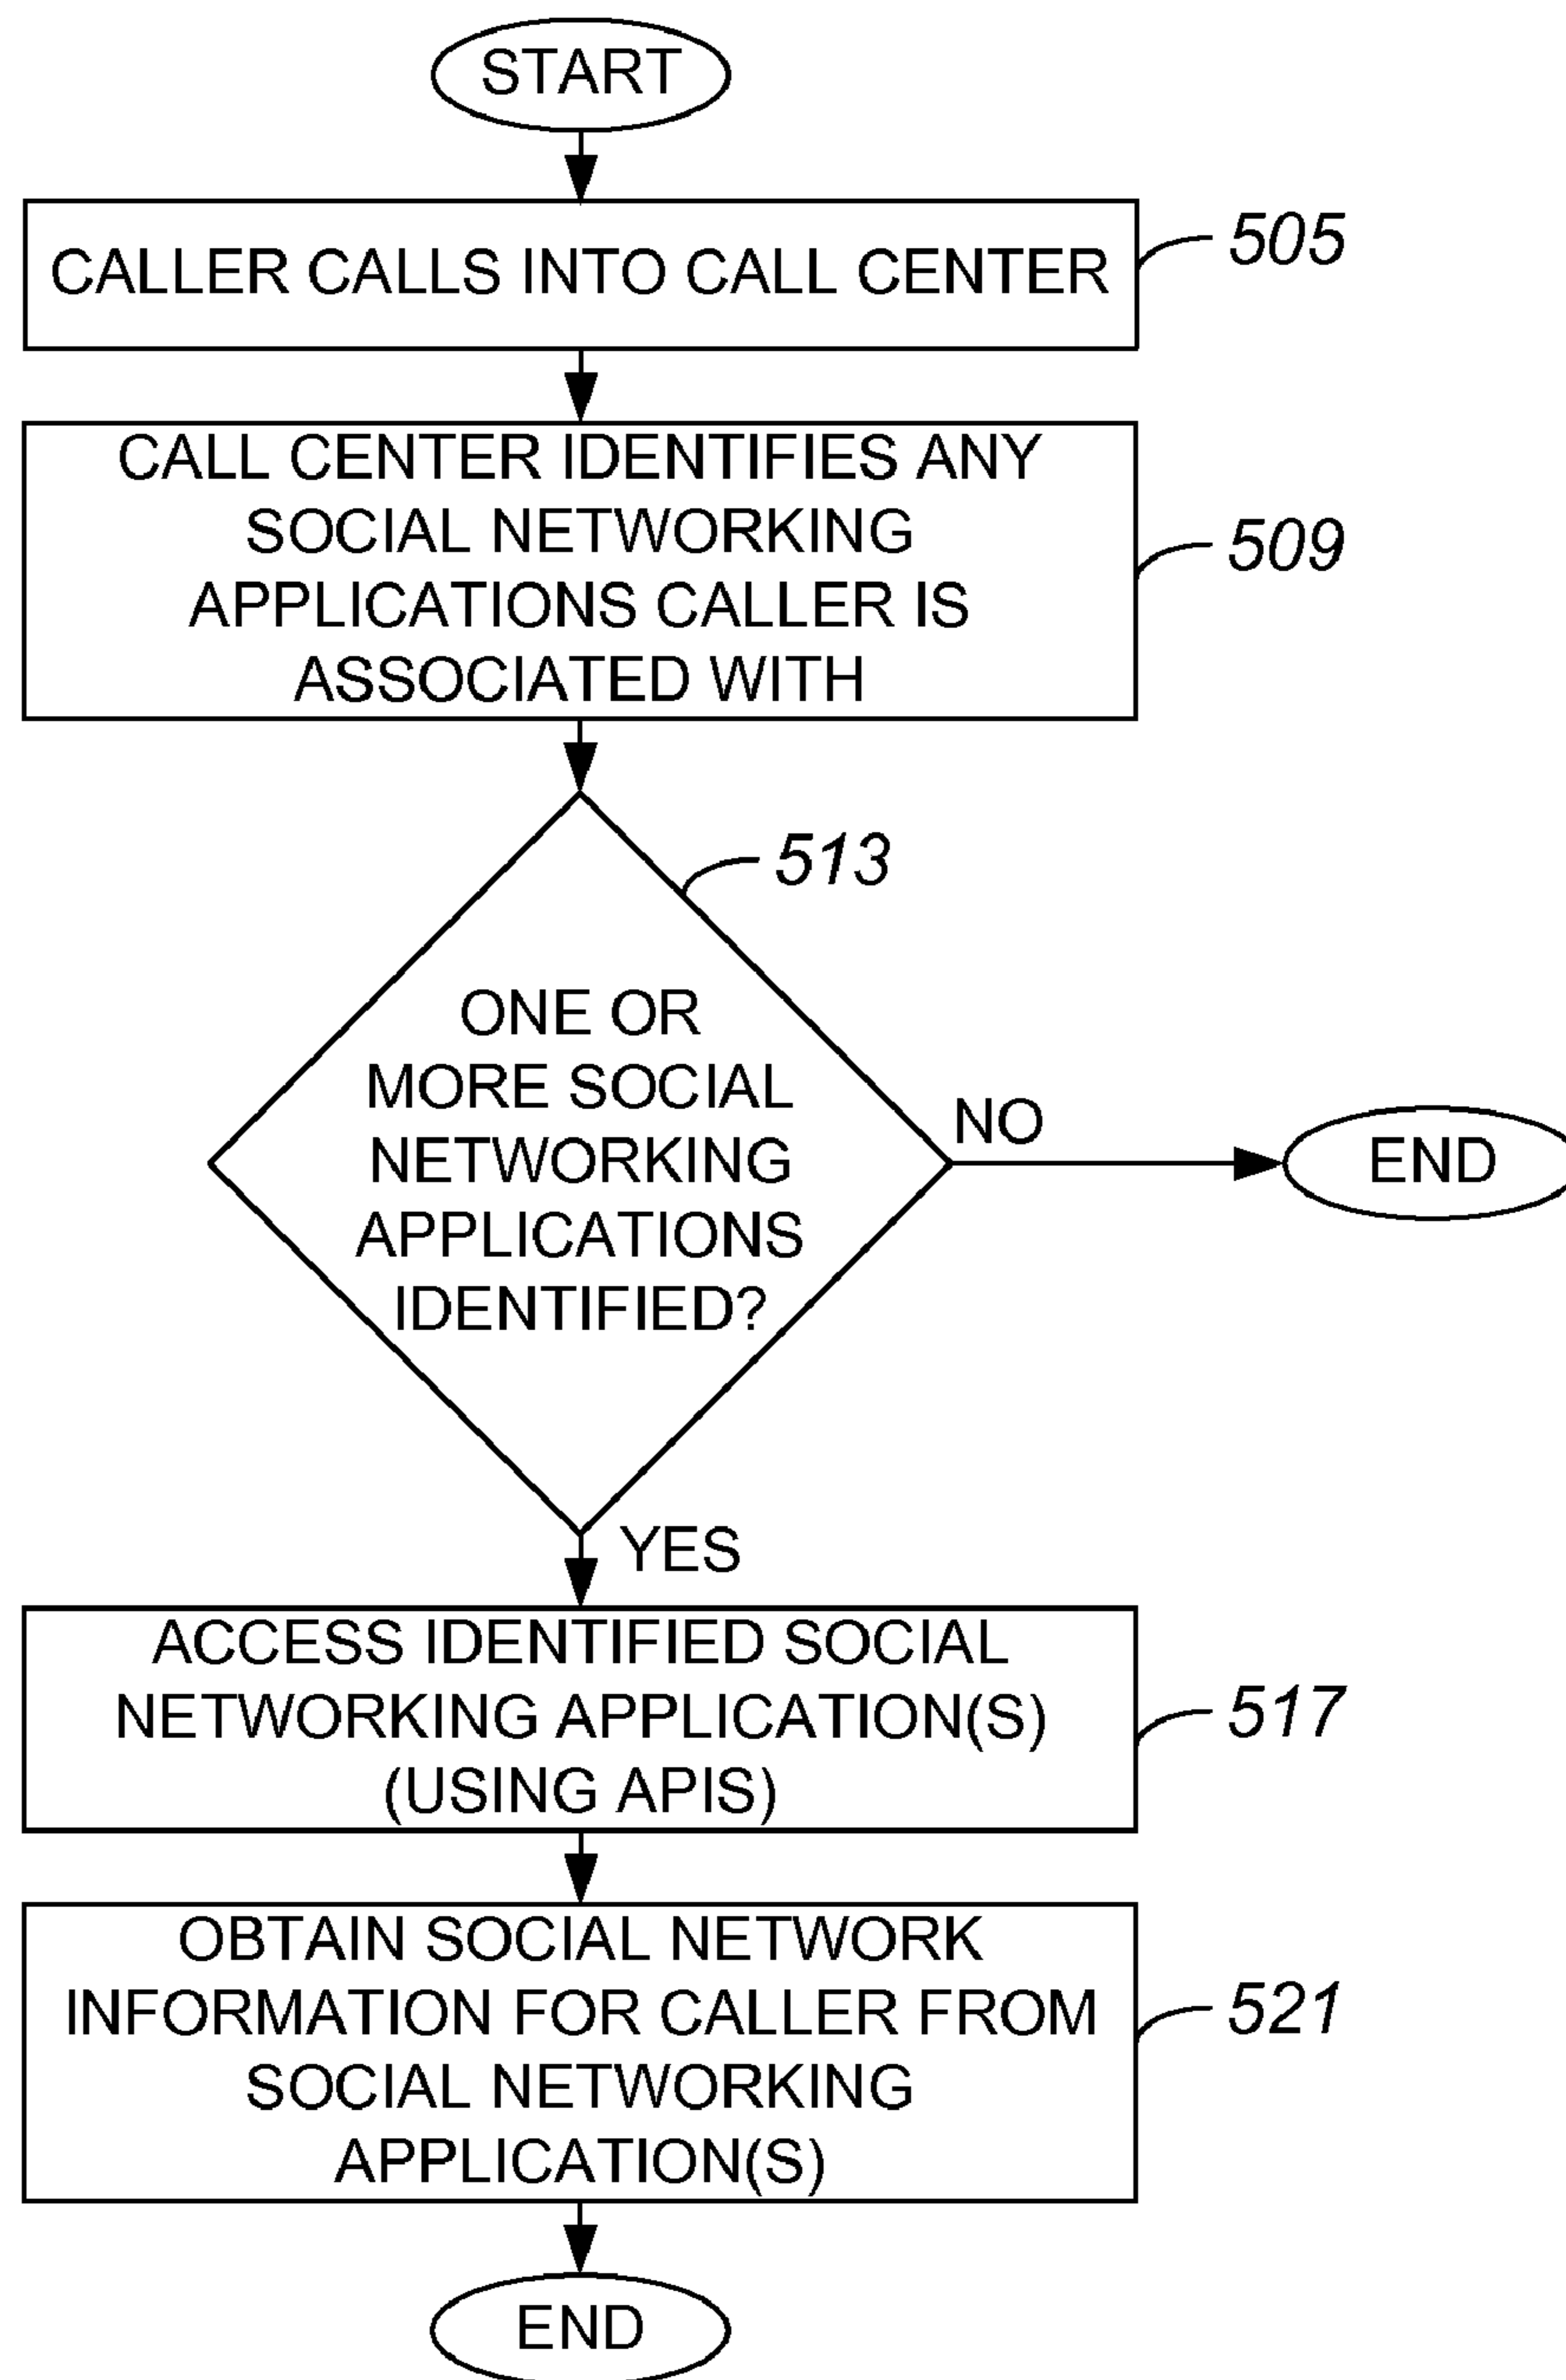 START
CALLER CALLS INTO CALL CENTER
505
CALL CENTER IDENTIFIES ANY
SOCIAL NETWORKING
APPLICATIONS CALLER IS
ASSOCIATED WITH
509
513
ONE OR
MORE SOCIAL
NETWORKING
APPLICATIONS
IDENTIFIED?
NO
END
YES
ACCESS IDENTIFIED SOCIAL
NETWORKING APPLICATION(S)
(USING APIS)
517
OBTAIN SOCIAL NETWORK
INFORMATION FOR CALLER FROM
SOCIAL NETWORKING
APPLICATION(S)
521
END